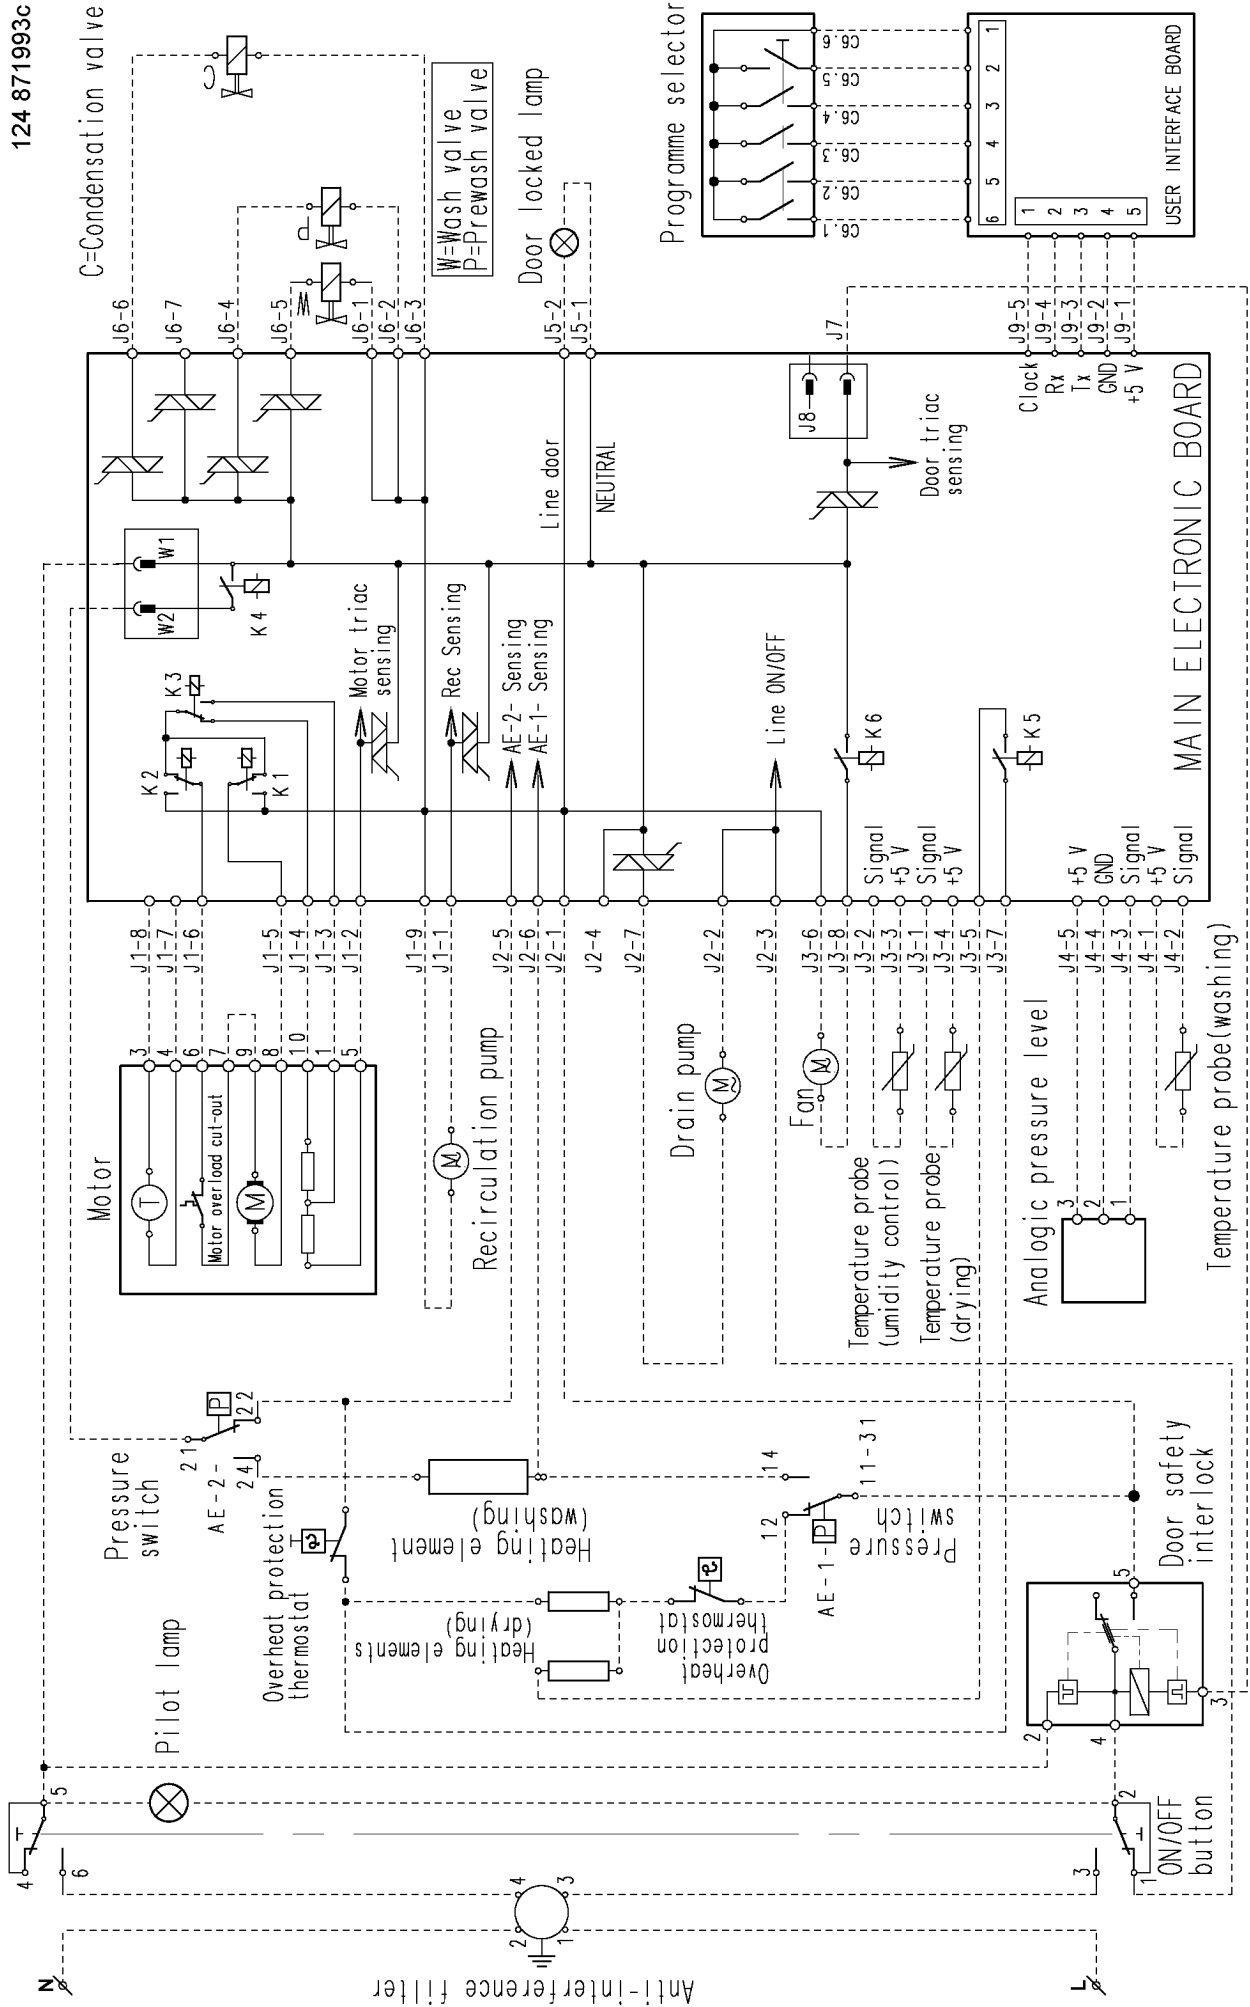 124 871993c
C=Condensation valve
W=Wash valve
P=Prewash valve
Door locked lamp
Programme selector
C
P
W
C6.6
C6.5
C6.4
C6.3
C6.2
C6.1
1
2
3
4
5
6
1
2
3
4
5
USER INTERFACE BOARD
J6-6
J6-7
J6-4
J6-5
J6-1
J6-2
J6-3
J5-2
J5-1
J7
J9-5
J9-4
J9-3
J9-2
J9-1
Clock
Rx
Tx
GND
+5 V
J8
Door triac
sensing
Line door
NEUTRAL
W1
W2
K4
K3
K2
K1
Motor triac
sensing
Rec Sensing
AE-2- Sensing
AE-1- Sensing
Line ON/OFF
K6
K5
MAIN ELECTRONIC BOARD
Signal
+5 V
Signal
+5 V
+5 V
GND
Signal
+5 V
Signal
J1-8
J1-7
J1-6
J1-5
J1-4
J1-3
J1-2
J1-9
J1-1
J2-5
J2-6
J2-1
J2-4
J2-7
J2-2
J2-3
J3-6
J3-8
J3-2
J3-3
J3-1
J3-4
J3-5
J3-7
J4-5
J4-4
J4-3
J4-1
J4-2
3
4
6
7
9
8
10
1
5
Motor
T
Motor overload cut-out
M
Recirculation pump
M
Drain pump
M
Fan
M
Temperature probe
(umidity control)
Temperature probe
(drying)
Analogic pressure level
3
2
1
Temperature probe(washing)
Pressure
switch
AE-2-
21
22
24
P
Overheat protection
thermostat
Heating element
(washing)
Heating elements
(drying)
Overheat
protection
thermostat
14
12
11-31
AE-1-
P
Pressure
switch
Door safety
interlock
5
2
4
3
Pilot lamp
5
4
6
2
3
1
ON/OFF
button
4
3
2
1
Anti-interference filter
N
L